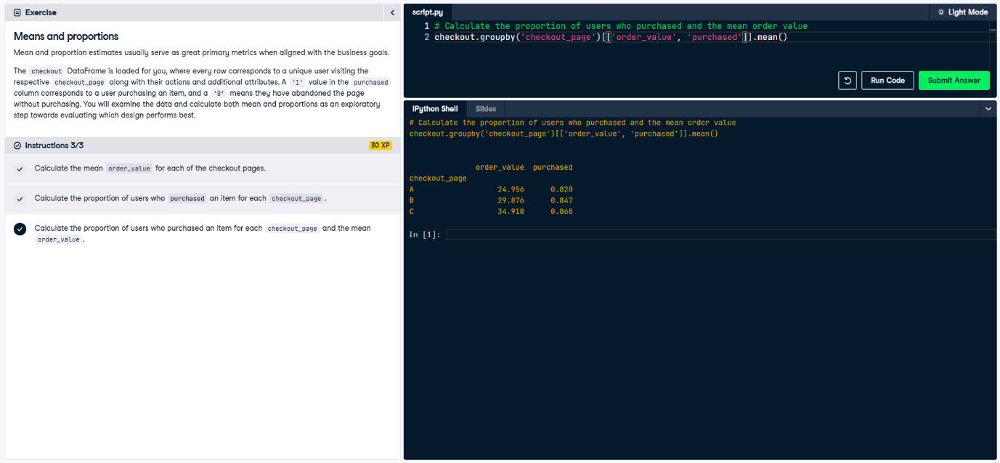 Exercise
Means and proportions
Mean and proportion estimates usually serve as great primary metrics when aligned with the business goals.
The checkout DataFrame is loaded for you, where every row corresponds to a unique user visiting the
respective checkout_page along with their actions and additional attributes. A '1' value in the purchased
column corresponds to a user purchasing an item, and a '0' means they have abandoned the page
without purchasing. You will examine the data and calculate both mean and proportions as an exploratory
step towards evaluating which design performs best.
Instructions 3/3
30 XP
Calculate the mean order_value for each of the checkout pages.
Calculate the proportion of users who purchased an item for each checkout_page.
Calculate the proportion of users who purchased an item for each checkout_page and the mean
order_value.
script.py
Light Mode
1 # Calculate the proportion of users who purchased and the mean order value
2 checkout.groupby('checkout_page')[['order_value', 'purchased']].mean()
Run Code
Submit Answer
IPython Shell
Slides
# Calculate the proportion of users who purchased and the mean order value
checkout.groupby('checkout_page')[['order_value', 'purchased']].mean()
order_value purchased
checkout_page
A 24.956 0.820
B 29.876 0.847
C 34.918 0.868
In [1]: